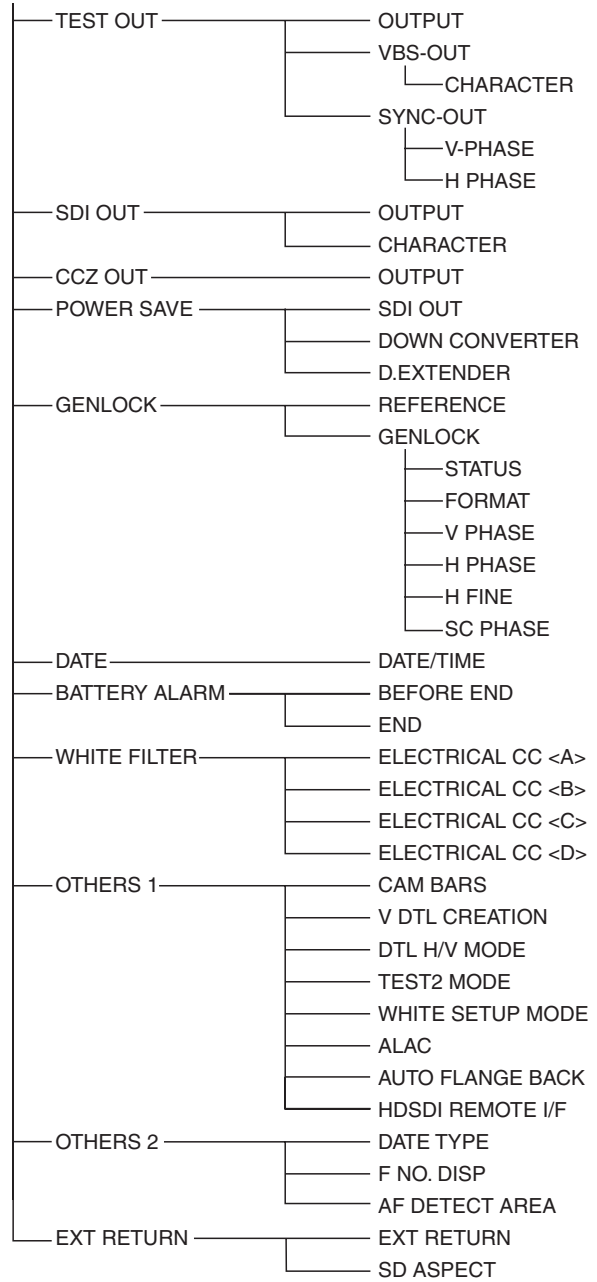 TEST OUT OUTPUT
VBS-OUT
CHARACTER
SYNC-OUT
V-PHASE
H PHASE
SDI OUT OUTPUT
CHARACTER
CCZ OUT OUTPUT
POWER SAVE SDI OUT
DOWN CONVERTER
D.EXTENDER
GENLOCK REFERENCE
GENLOCK
STATUS
FORMAT
V PHASE
H PHASE
H FINE
SC PHASE
DATE DATE/TIME
BATTERY ALARM BEFORE END
END
WHITE FILTER ELECTRICAL CC <A>
ELECTRICAL CC <B>
ELECTRICAL CC <C>
ELECTRICAL CC <D>
OTHERS 1 CAM BARS
V DTL CREATION
DTL H/V MODE
TEST2 MODE
WHITE SETUP MODE
ALAC
AUTO FLANGE BACK
HDSDI REMOTE I/F
OTHERS 2 DATE TYPE
F NO. DISP
AF DETECT AREA
EXT RETURN EXT RETURN
SD ASPECT